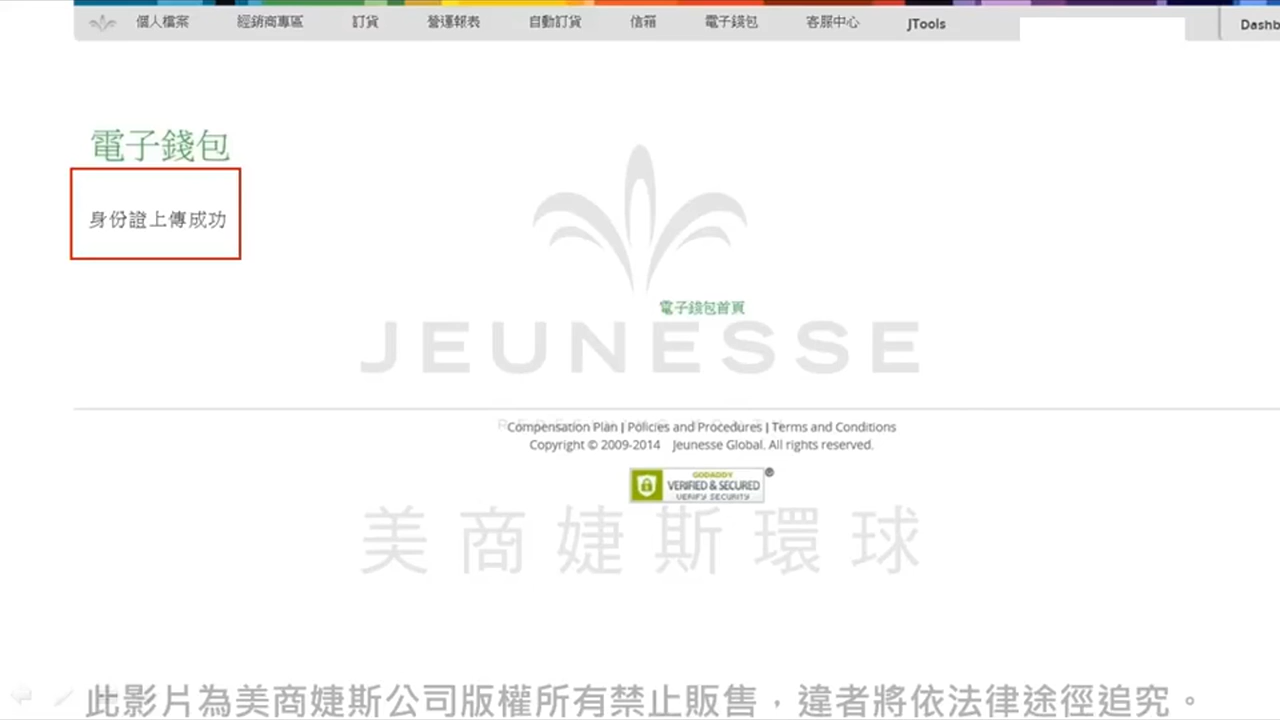 個人檔案 經銷商專區 訂貨 營運報表 自動訂貨 信箱 電子錢包 客服中心 JTools Dashb
電子錢包
身份證上傳成功
電子錢包首頁
JEUNESSE
Compensation Plan | Policies and Procedures | Terms and Conditions
Copyright © 2009-2014 Jeunesse Global. All rights reserved.
GODADDY
VERIFIED & SECURED
VERIFY SECURITY
美商婕斯環球
此影片為美商婕斯公司版權所有禁止販售，違者將依法律途徑追究。